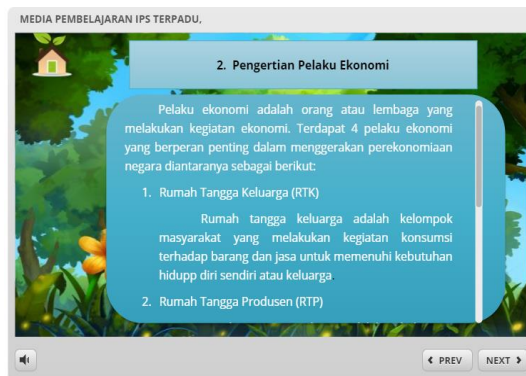 MEDIA PEMBELAJARAN IPS TERPADU,
2. Pengertian Pelaku Ekonomi
Pelaku ekonomi adalah orang atau lembaga yang
melakukan kegiatan ekonomi. Terdapat 4 pelaku ekonomi
yang berperan penting dalam menggerakan perekonomiaan
negara diantaranya sebagai berikut:
1. Rumah Tangga Keluarga (RTK)
Rumah tangga keluarga adalah kelompok
masyarakat yang melakukan kegiatan konsumsi
terhadap barang dan jasa untuk memenuhi kebutuhan
hidupp diri sendiri atau keluarga.
2. Rumah Tangga Produsen (RTP)
PREV
NEXT